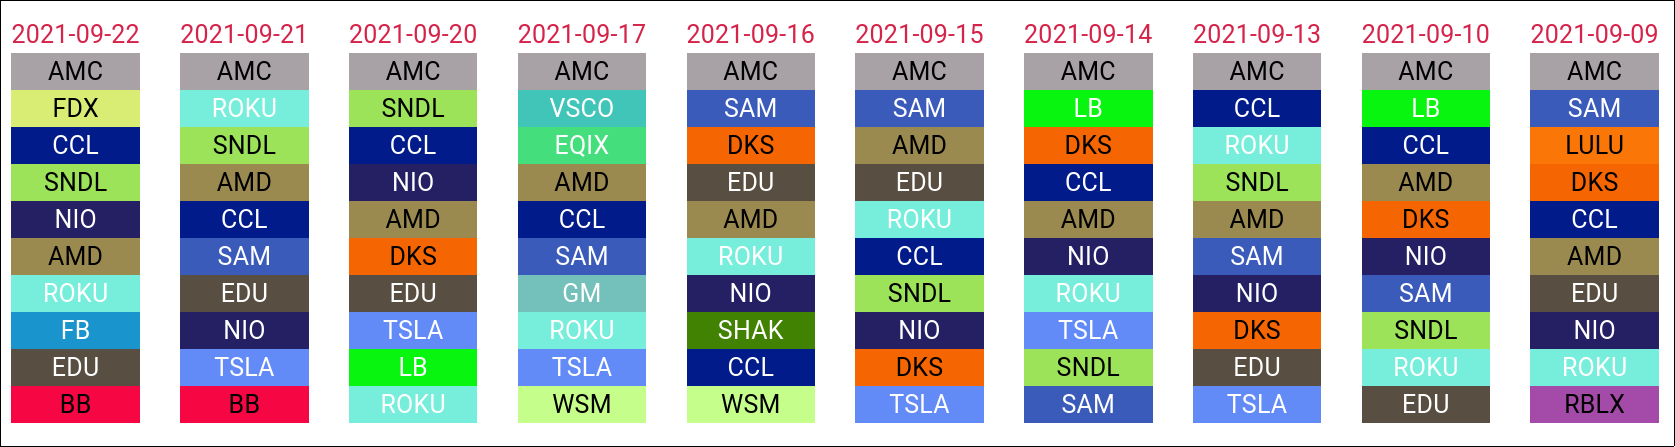 2021-09-22 2021-09-21 2021-09-20 2021-09-17 2021-09-16 2021-09-15 2021-09-14 2021-09-13 2021-09-10 2021-09-09
AMC AMC AMC AMC AMC AMC AMC AMC AMC AMC
FDX ROKU SNDL VSCO SAM SAM LB CCL LB SAM
CCL SNDL CCL EQIX DKS AMD DKS ROKU CCL LULU
SNDL AMD NIO AMD EDU EDU CCL SNDL AMD DKS
NIO CCL AMD CCL AMD ROKU AMD AMD DKS CCL
AMD SAM DKS SAM ROKU CCL NIO SAM NIO AMD
ROKU EDU EDU GM NIO SNDL ROKU NIO SAM EDU
FB NIO TSLA ROKU SHAK NIO TSLA DKS SNDL NIO
EDU TSLA LB TSLA CCL DKS SNDL EDU ROKU ROKU
BB BB ROKU WSM WSM TSLA SAM TSLA EDU RBLX